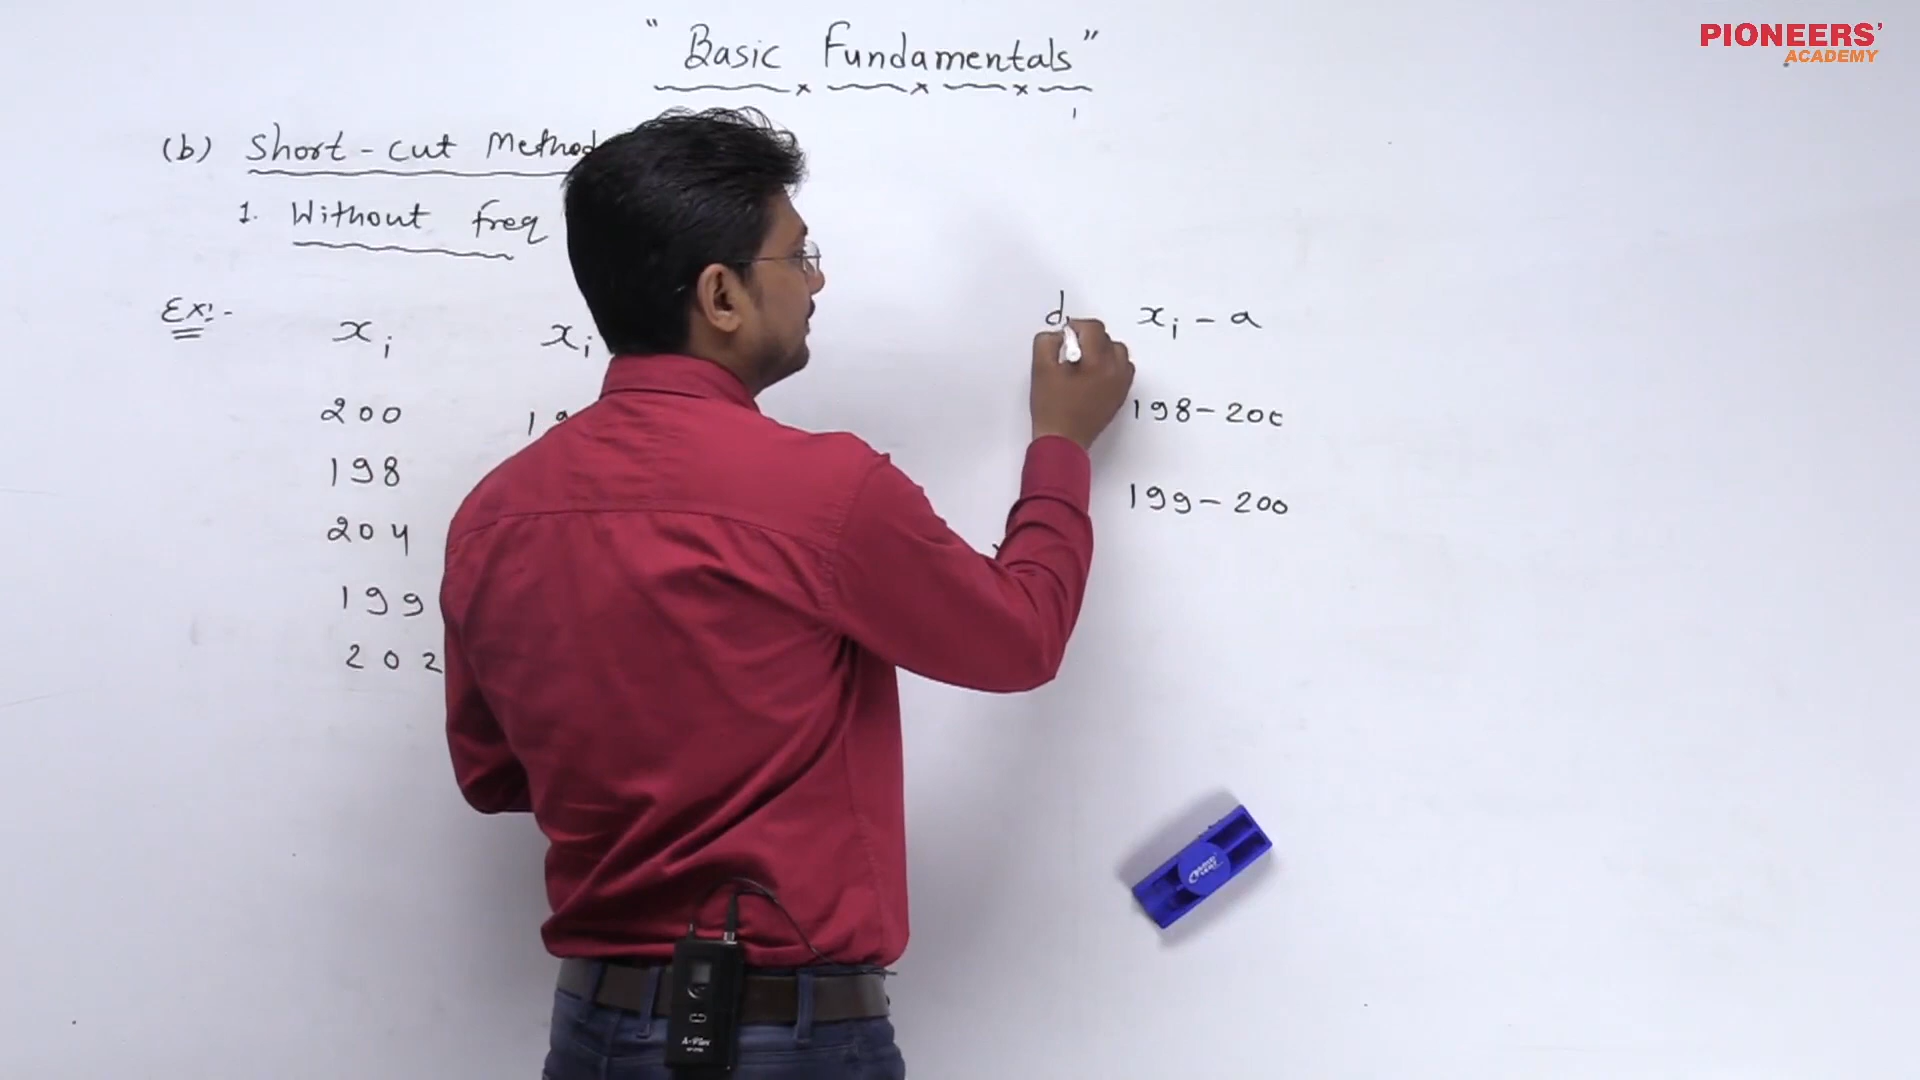 " Basic Fundamentals "
PIONEERS'
ACADEMY
(b) Short-cut Method
1. Without freq
Ex:-
xi
xi
di
xi - a
200
198
204
199
202
198-200
199-200